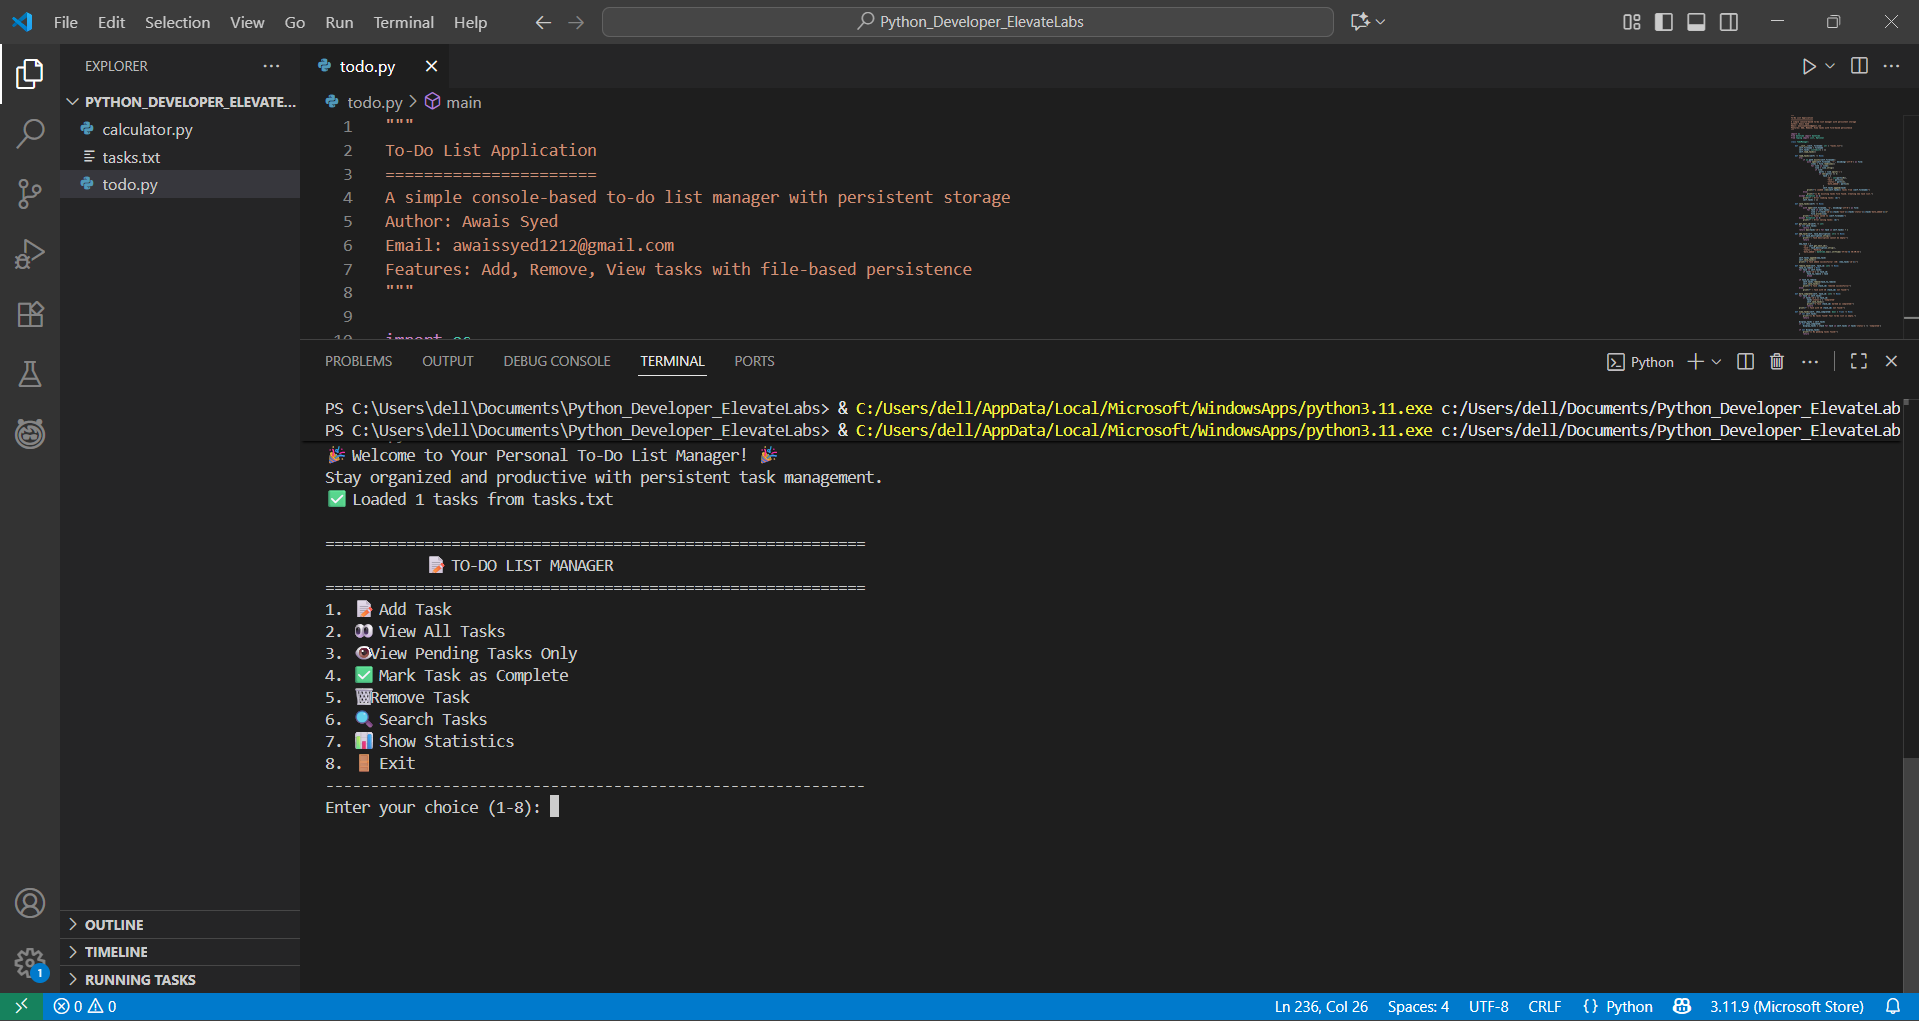 File Edit Selection View Go Run Terminal Help
Python_Developer_ElevateLabs
EXPLORER
PYTHON_DEVELOPER_ELEVATE...
calculator.py
tasks.txt
todo.py
OUTLINE
TIMELINE
RUNNING TASKS
todo.py
todo.py > main
1 """
2 To-Do List Application
3 ======================
4 A simple console-based to-do list manager with persistent storage
5 Author: Awais Syed
6 Email: awaissyed1212@gmail.com
7 Features: Add, Remove, View tasks with file-based persistence
8 """
9
10 import os
PROBLEMS OUTPUT DEBUG CONSOLE TERMINAL PORTS
Python
PS C:\Users\dell\Documents\Python_Developer_ElevateLabs> & C:/Users/dell/AppData/Local/Microsoft/WindowsApps/python3.11.exe c:/Users/dell/Documents/Python_Developer_ElevateLab
PS C:\Users\dell\Documents\Python_Developer_ElevateLabs> & C:/Users/dell/AppData/Local/Microsoft/WindowsApps/python3.11.exe c:/Users/dell/Documents/Python_Developer_ElevateLab
🎉 Welcome to Your Personal To-Do List Manager! 🎉
Stay organized and productive with persistent task management.
✅ Loaded 1 tasks from tasks.txt
============================================================
📝 TO-DO LIST MANAGER
============================================================
1. 📝 Add Task
2. 👀 View All Tasks
3. 👁️View Pending Tasks Only
4. ✅ Mark Task as Complete
5. 🗑️Remove Task
6. 🔍 Search Tasks
7. 📊 Show Statistics
8. 🚪 Exit
------------------------------------------------------------
Enter your choice (1-8):
1
0 0
Ln 236, Col 26 Spaces: 4 UTF-8 CRLF {} Python 3.11.9 (Microsoft Store)